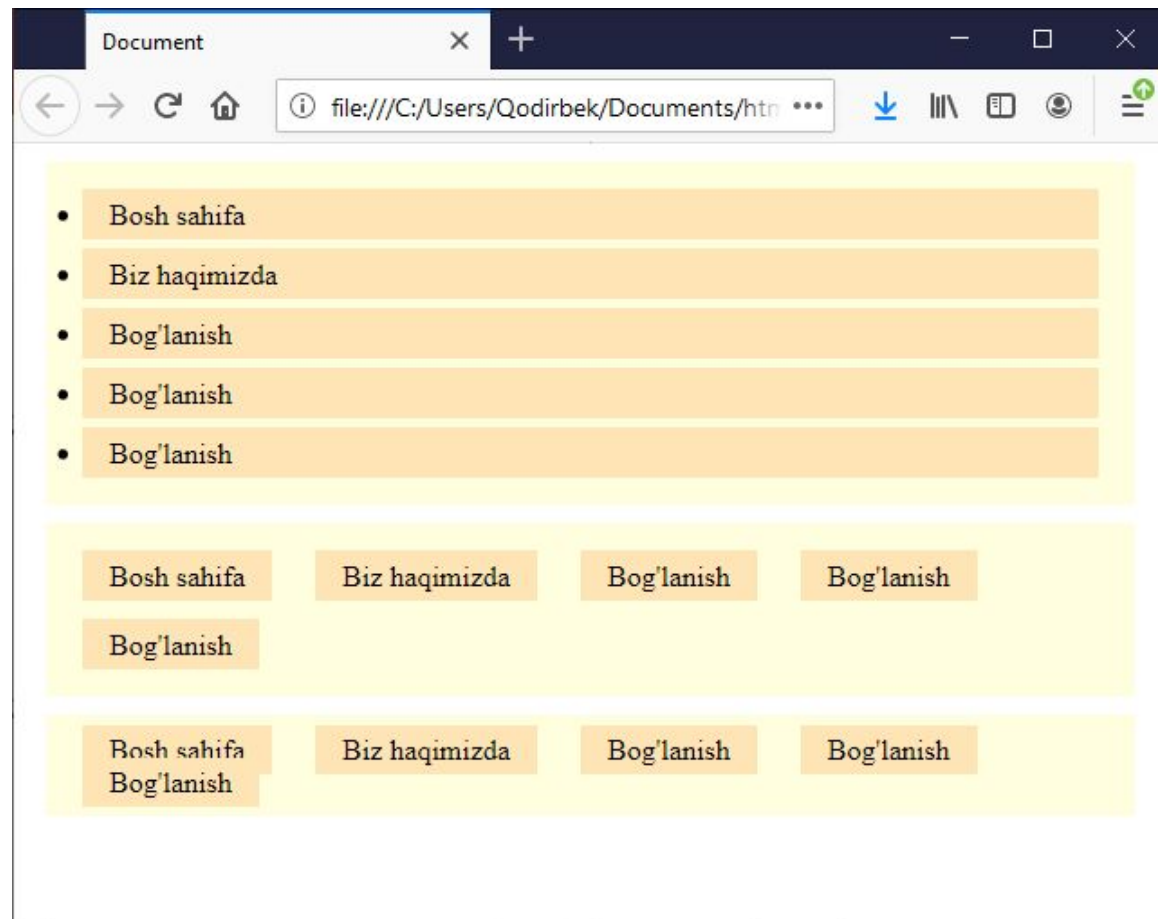 Document
file:///C:/Users/Qodirbek/Documents/htm
Bosh sahifa
Biz haqimizda
Bog'lanish
Bog'lanish
Bog'lanish
Bosh sahifa Biz haqimizda Bog'lanish Bog'lanish
Bog'lanish
Bosh sahifa Biz haqimizda Bog'lanish Bog'lanish
Bog'lanish